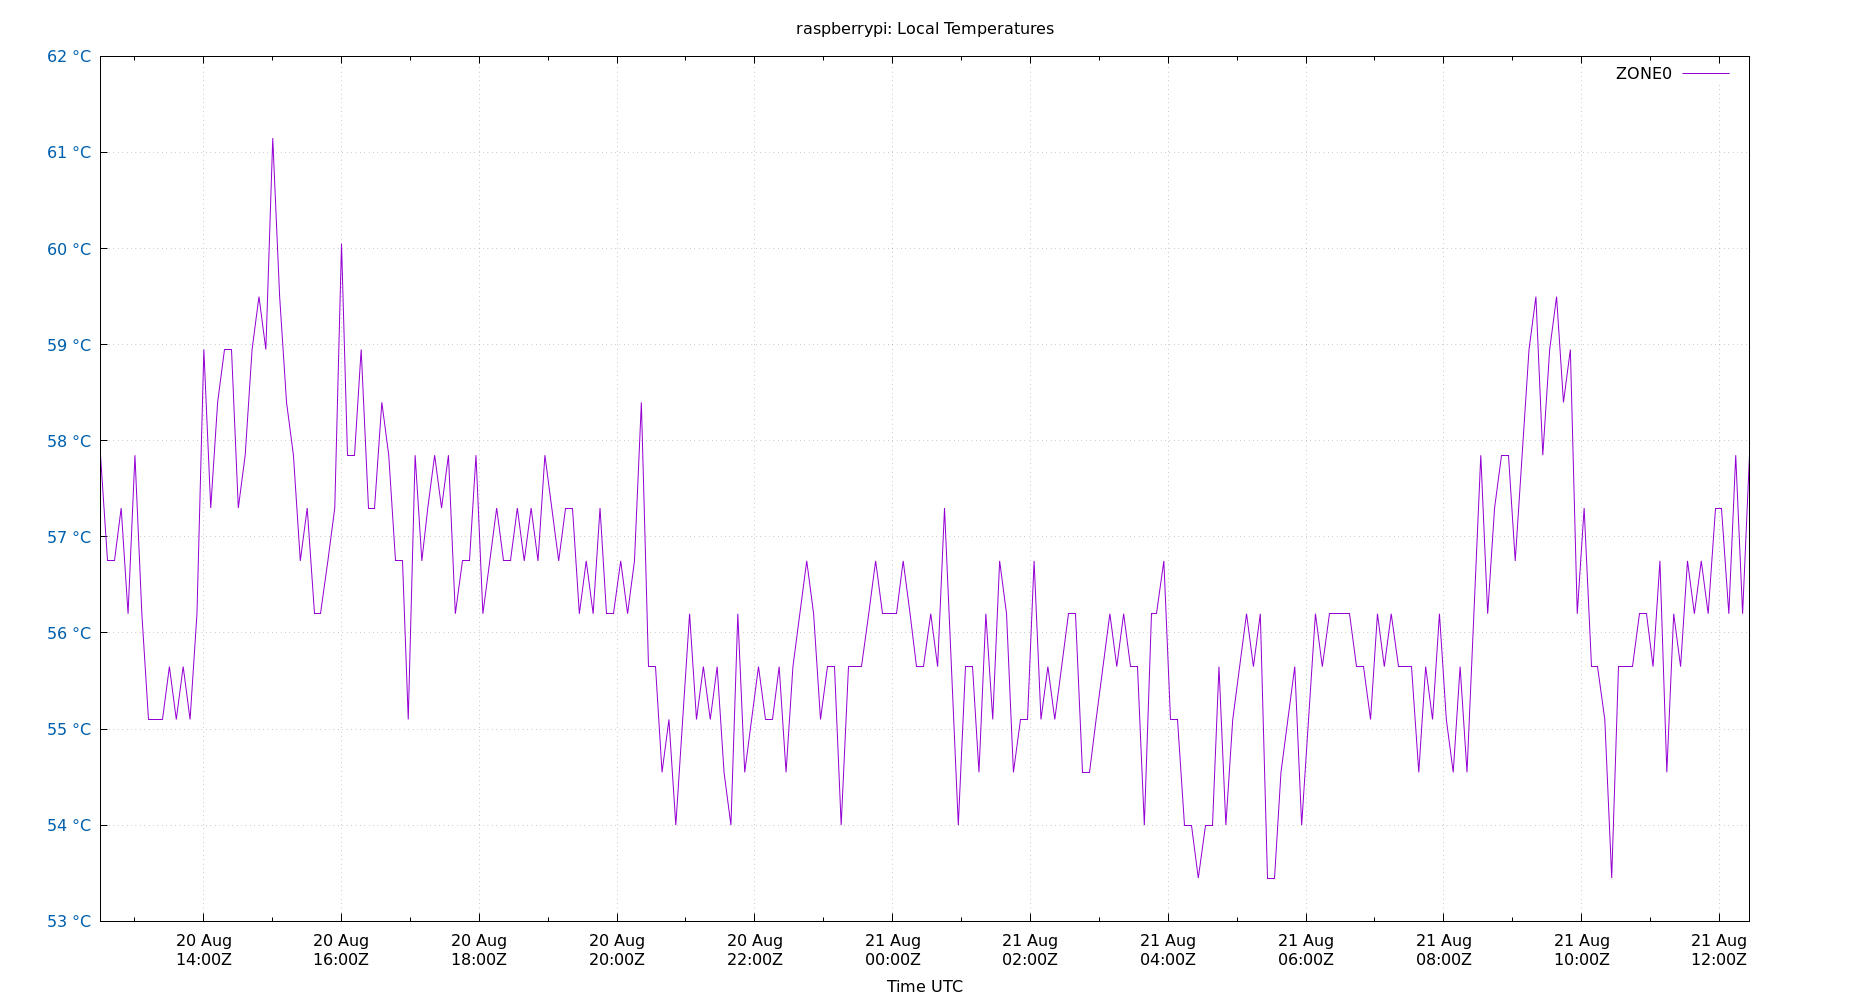 raspberrypi: Local Temperatures
62 °C
ZONE0
61 °C
60 °C
59 °C
58 °C
57 °C
56 °C
55 °C
54 °C
53 °C
20 Aug 20 Aug 20 Aug 20 Aug 20 Aug 21 Aug 21 Aug 21 Aug 21 Aug 21 Aug 21 Aug 21 Aug
14:00Z 16:00Z 18:00Z 20:00Z 22:00Z 00:00Z 02:00Z 04:00Z 06:00Z 08:00Z 10:00Z 12:00Z
Time UTC